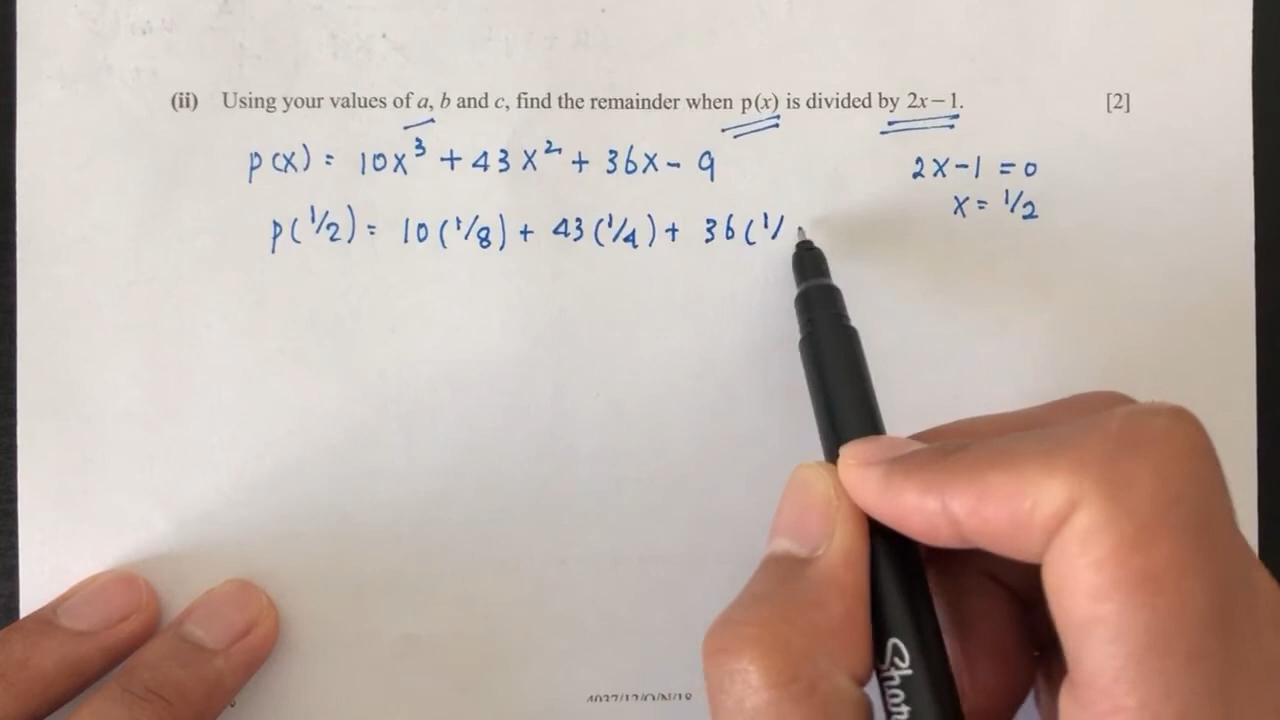 (ii) Using your values of a, b and c, find the remainder when p(x) is divided by 2x−1. [2]
p(x) = 10x³ + 43x² + 36x - 9
2x-1 = 0
x = 1/2
p(1/2) = 10(1/8) + 43(1/4) + 36(1/
Shar